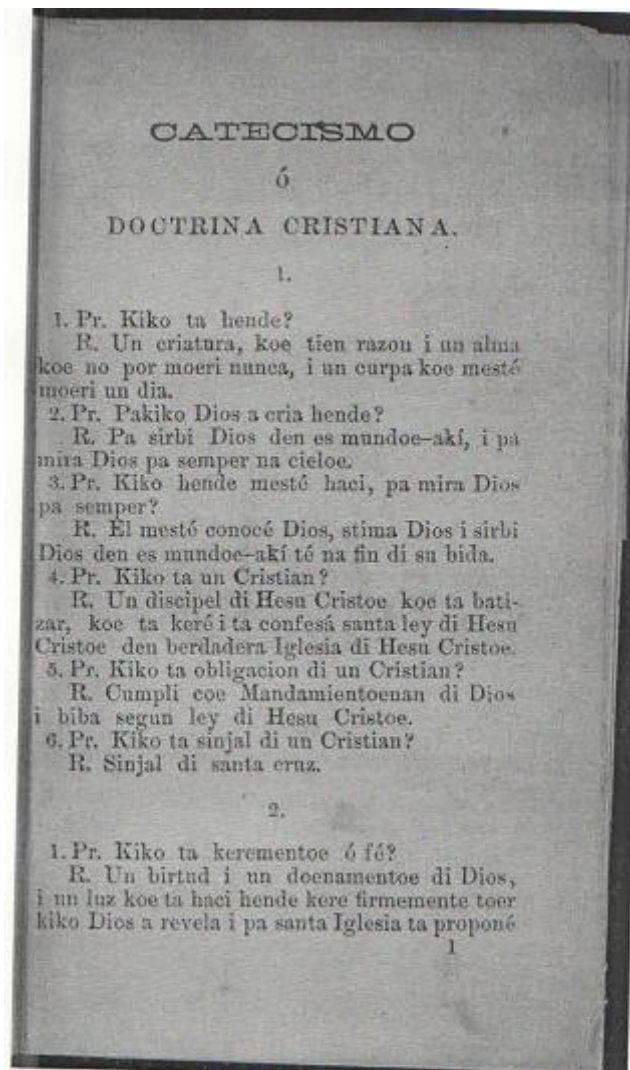 CATECISMO
ó
DOCTRINA CRISTIANA.
1.
1. Pr. Kiko ta hende?
R. Un criatura, koe tien razon i un alma
koe no por moeri nunca, i un curpa koe mesté
moeri un dia.
2. Pr. Pakiko Dios a cria hende?
R. Pa sirbi Dios den es mundoe-akí, i pa
mira Dios pa semper na cieloe.
3. Pr. Kiko hende mesté haci, pa mira Dios
pa semper?
R. El mesté conocé Dios, stima Dios i sirbi
Dios den es mundoe-akí té na fin di su bida.
4. Pr. Kiko ta un Cristian?
R. Un discipel di Hesu Cristoe koe ta bati-
zar, koe ta keré i ta confesá santa ley di Hesu
Cristoe den berdadera Iglesia di Hesu Cristoe.
5. Pr. Kiko ta obligacion di un Cristian?
R. Cumpli coe Mandamientoenan di Dios
i biba segun ley di Hesu Cristoe.
6. Pr. Kiko ta sinjal di un Cristian?
R. Sinjal di santa cruz.
2.
1. Pr. Kiko ta kerementoe ó fé?
R. Un birtud i un doenamentoe di Dios,
i un luz koe ta haci hende kere firmemente toer
kiko Dios a revela i pa santa Iglesia ta proponé
1